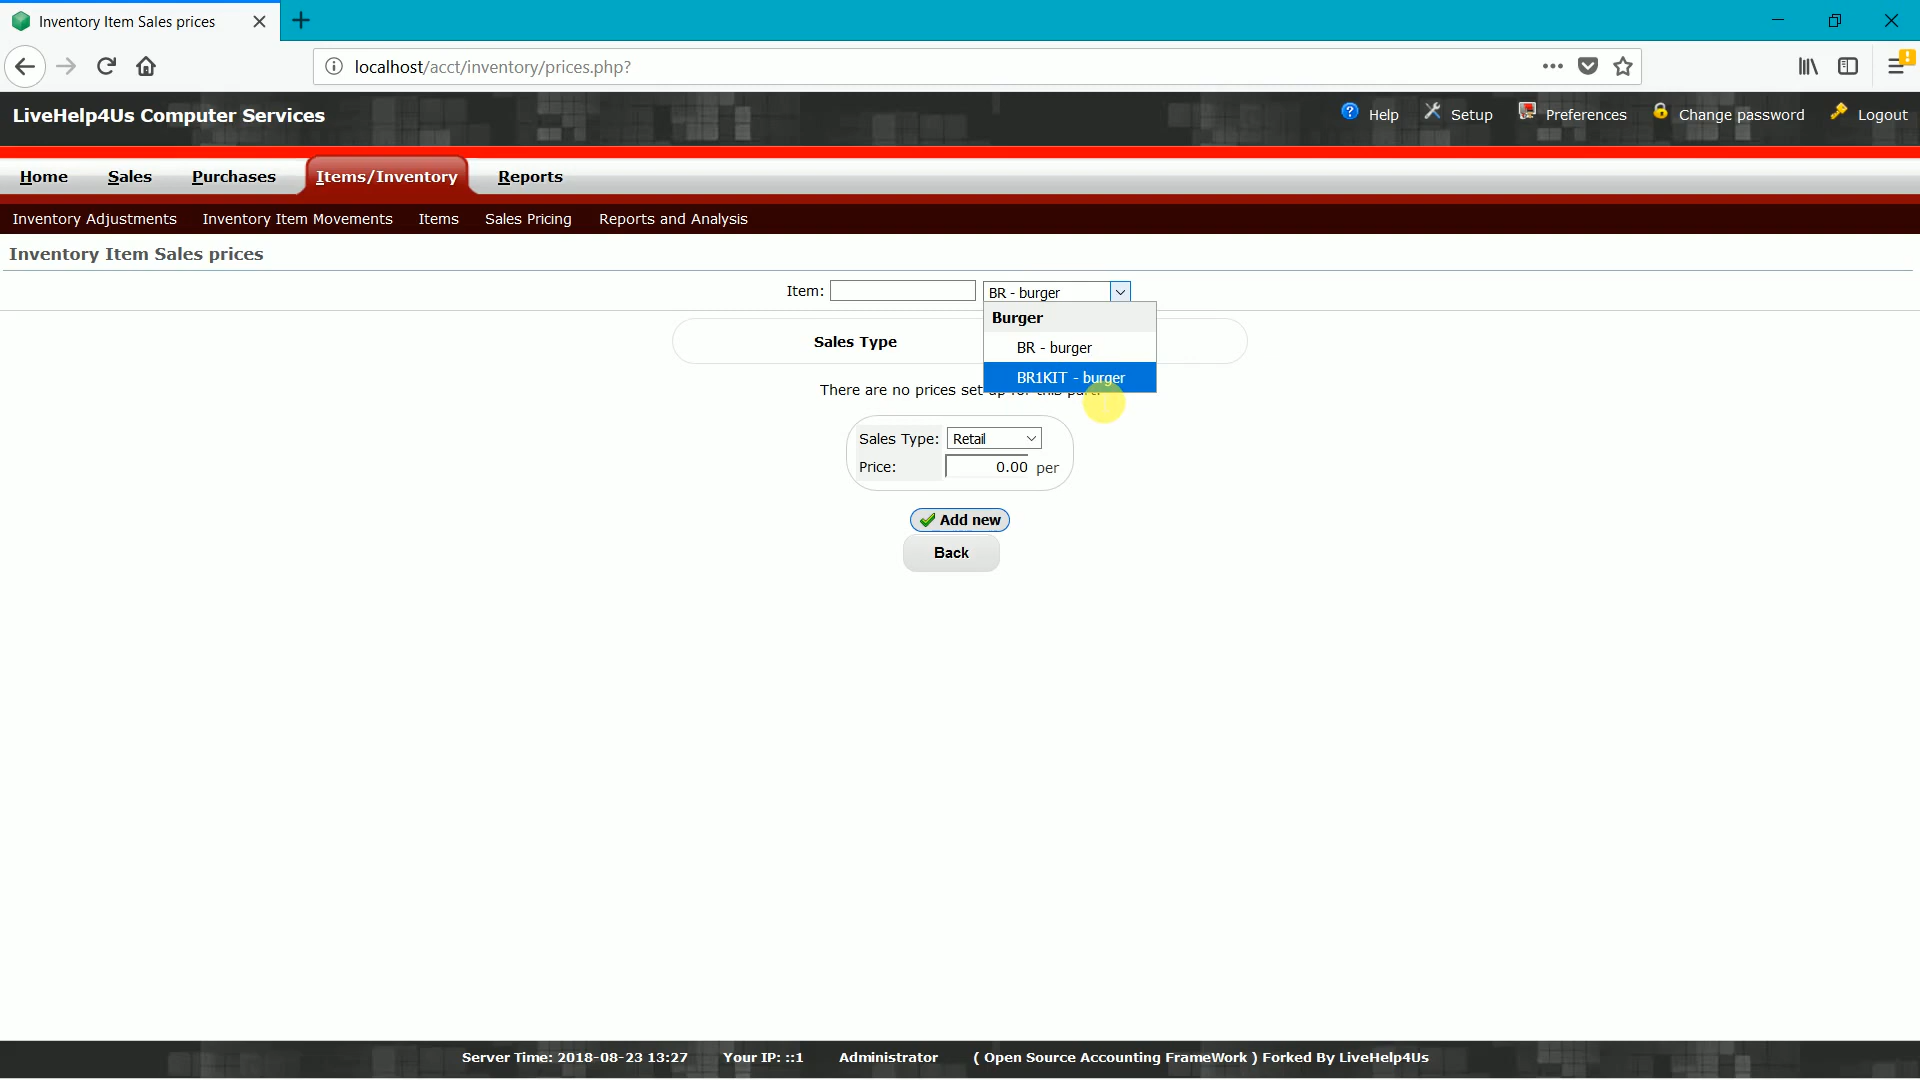 Inventory Item Sales prices
localhost/acct/inventory/prices.php?
LiveHelp4Us Computer Services
Help Setup Preferences Change password Logout
Home Sales Purchases Items/Inventory Reports
Inventory Adjustments Inventory Item Movements Items Sales Pricing Reports and Analysis
Inventory Item Sales prices
Item: BR - burger
Burger
Sales Type
BR - burger
BR1KIT - burger
There are no prices set up for this part.
Sales Type: Retail
Price: 0.00 per
Add new
Back
Server Time: 2018-08-23 13:27 Your IP: ::1 Administrator ( Open Source Accounting FrameWork ) Forked By LiveHelp4Us